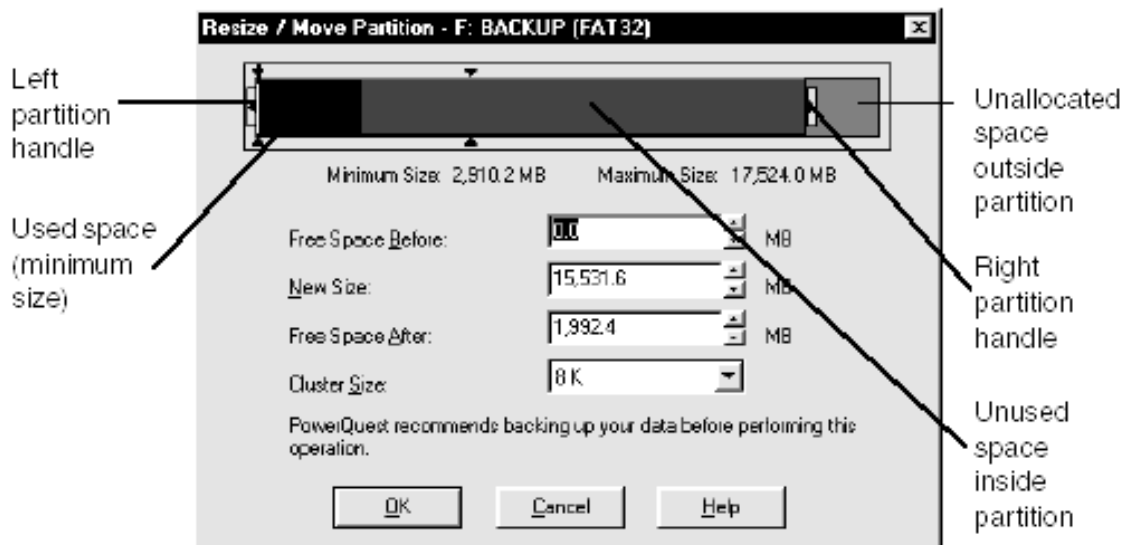 Resize / Move Partition - F: BACKUP (FAT32)
Left
partition
handle
Unallocated
space
outside
partition
Minimum Size: 2,910.2 MB Maximum Size: 17,524.0 MB
Used space
(minimum
size)
Free Space Before: 0.0 MB
New Size: 15,531.6 MB
Free Space After: 1,992.4 MB
Cluster Size: 8 K
Right
partition
handle
PowerQuest recommends backing up your data before performing this
operation.
Unused
space
inside
partition
OK Cancel Help